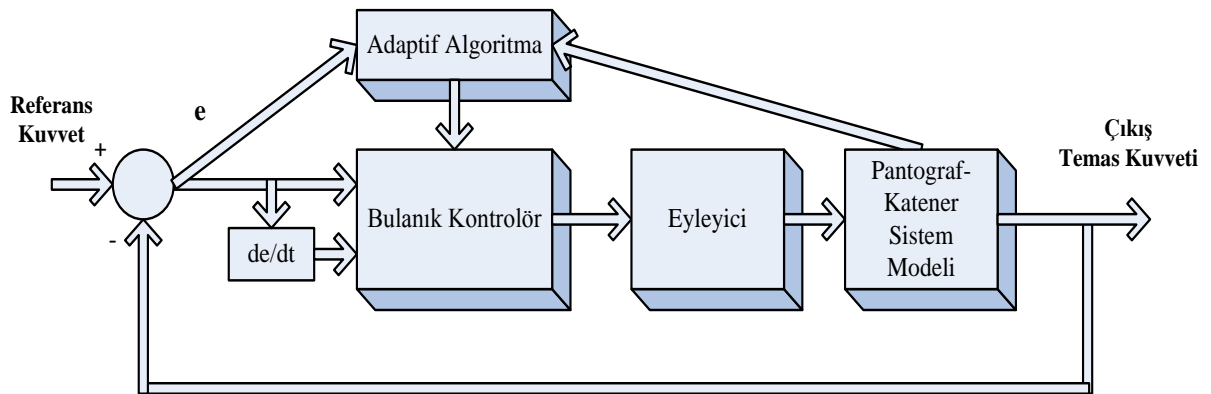 Adaptif Algoritma
Referans
Kuvvet
e
+
-
de/dt
Bulanık Kontrolör
Eyleyici
Pantograf-
Katener
Sistem
Modeli
Çıkış
Temas Kuvveti